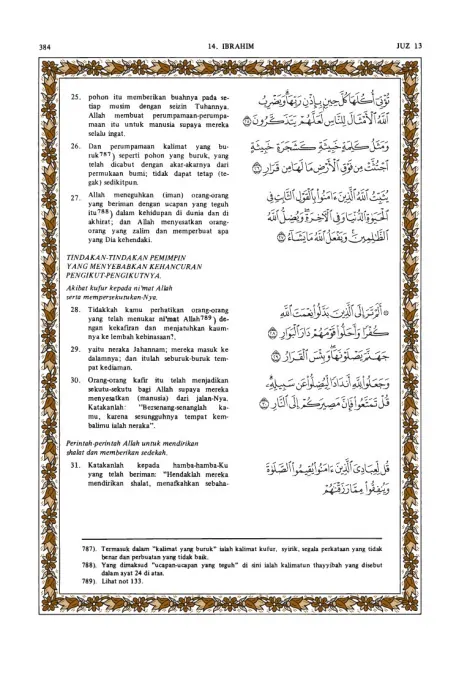 384
14. IBRAHIM
JUZ 13
25. pohon itu memberikan buahnya pada se-
tiap musim dengan seizin Tuhannya.
Allah membuat perumpamaan-perumpa-
maan itu untuk manusia supaya mereka
selalu ingat.
تُؤْتِىٓ أُكُلَهَا كُلَّ حِينٍۭ بِإِذْنِ رَبِّهَا ۗ وَيَضْرِبُ
ٱللَّهُ ٱلْأَمْثَالَ لِلنَّاسِ لَعَلَّهُمْ يَتَذَكَّرُونَ ۝٢٥
26. Dan perumpamaan kalimat yang bu-
ruk787) seperti pohon yang buruk, yang
telah dicabut dengan akar-akarnya dari
permukaan bumi; tidak dapat tetap (te-
gak) sedikitpun.
وَمَثَلُ كَلِمَةٍ خَبِيثَةٍ كَشَجَرَةٍ خَبِيثَةٍ
ٱجْتُثَّتْ مِن فَوْقِ ٱلْأَرْضِ مَا لَهَا مِن قَرَارٍ ۝٢٦
27. Allah meneguhkan (iman) orang-orang
yang beriman dengan ucapan yang teguh
itu788) dalam kehidupan di dunia dan di
akhirat; dan Allah menyesatkan orang-
orang yang zalim dan memperbuat apa
yang Dia kehendaki.
يُثَبِّتُ ٱللَّهُ ٱلَّذِينَ ءَامَنُوا۟ بِٱلْقَوْلِ ٱلثَّابِتِ فِى
ٱلْحَيَوٰةِ ٱلدُّنْيَا وَفِى ٱلْـَٔاخِرَةِ ۖ وَيُضِلُّ ٱللَّهُ
ٱلظَّـٰلِمِينَ ۚ وَيَفْعَلُ ٱللَّهُ مَا يَشَآءُ ۝٢٧
TINDAKAN-TINDAKAN PEMIMPIN
YANG MENYEBABKAN KEHANCURAN
PENGIKUT-PENGIKUTNYA.
Akibat kufur kepada ni'mat Allah
serta mempersekutukan-Nya.
28. Tidakkah kamu perhatikan orang-orang
yang telah menukar ni'mat Allah789) de-
ngan kekafiran dan menjatuhkan kaum-
nya ke lembah kebinasaan?.
۞ أَلَمْ تَرَ إِلَى ٱلَّذِينَ بَدَّلُوا۟ نِعْمَتَ ٱللَّهِ
كُفْرًا وَأَحَلُّوا۟ قَوْمَهُمْ دَارَ ٱلْبَوَارِ ۝٢٨
29. yaitu neraka Jahannam; mereka masuk ke
dalamnya; dan itulah seburuk-buruk tem-
pat kediaman.
جَهَنَّمَ يَصْلَوْنَهَا ۖ وَبِئْسَ ٱلْقَرَارُ ۝٢٩
30. Orang-orang kafir itu telah menjadikan
sekutu-sekutu bagi Allah supaya mereka
menyesatkan (manusia) dari jalan-Nya.
Katakanlah: "Bersenang-senanglah ka-
mu, karena sesungguhnya tempat kem-
balimu ialah neraka".
وَجَعَلُوا۟ لِلَّهِ أَندَادًا لِّيُضِلُّوا۟ عَن سَبِيلِهِۦ ۗ
قُلْ تَمَتَّعُوا۟ فَإِنَّ مَصِيرَكُمْ إِلَى ٱلنَّارِ ۝٣٠
Perintah-perintah Allah untuk mendirikan
shalat dan memberikan sedekah.
31. Katakanlah kepada hamba-hamba-Ku
yang telah beriman: "Hendaklah mereka
mendirikan shalat, menafkahkan sebaha-
قُل لِّعِبَادِىَ ٱلَّذِينَ ءَامَنُوا۟ يُقِيمُوا۟ ٱلصَّلَوٰةَ
وَيُنفِقُوا۟ مِمَّا رَزَقْنَـٰهُمْ
787). Termasuk dalam "kalimat yang buruk" ialah kalimat kufur, syirik, segala perkataan yang tidak
benar dan perbuatan yang tidak baik.
788). Yang dimaksud "ucapan-ucapan yang teguh" di sini ialah kalimatun thayyibah yang disebut
dalam ayat 24 di atas.
789). Lihat not 133.